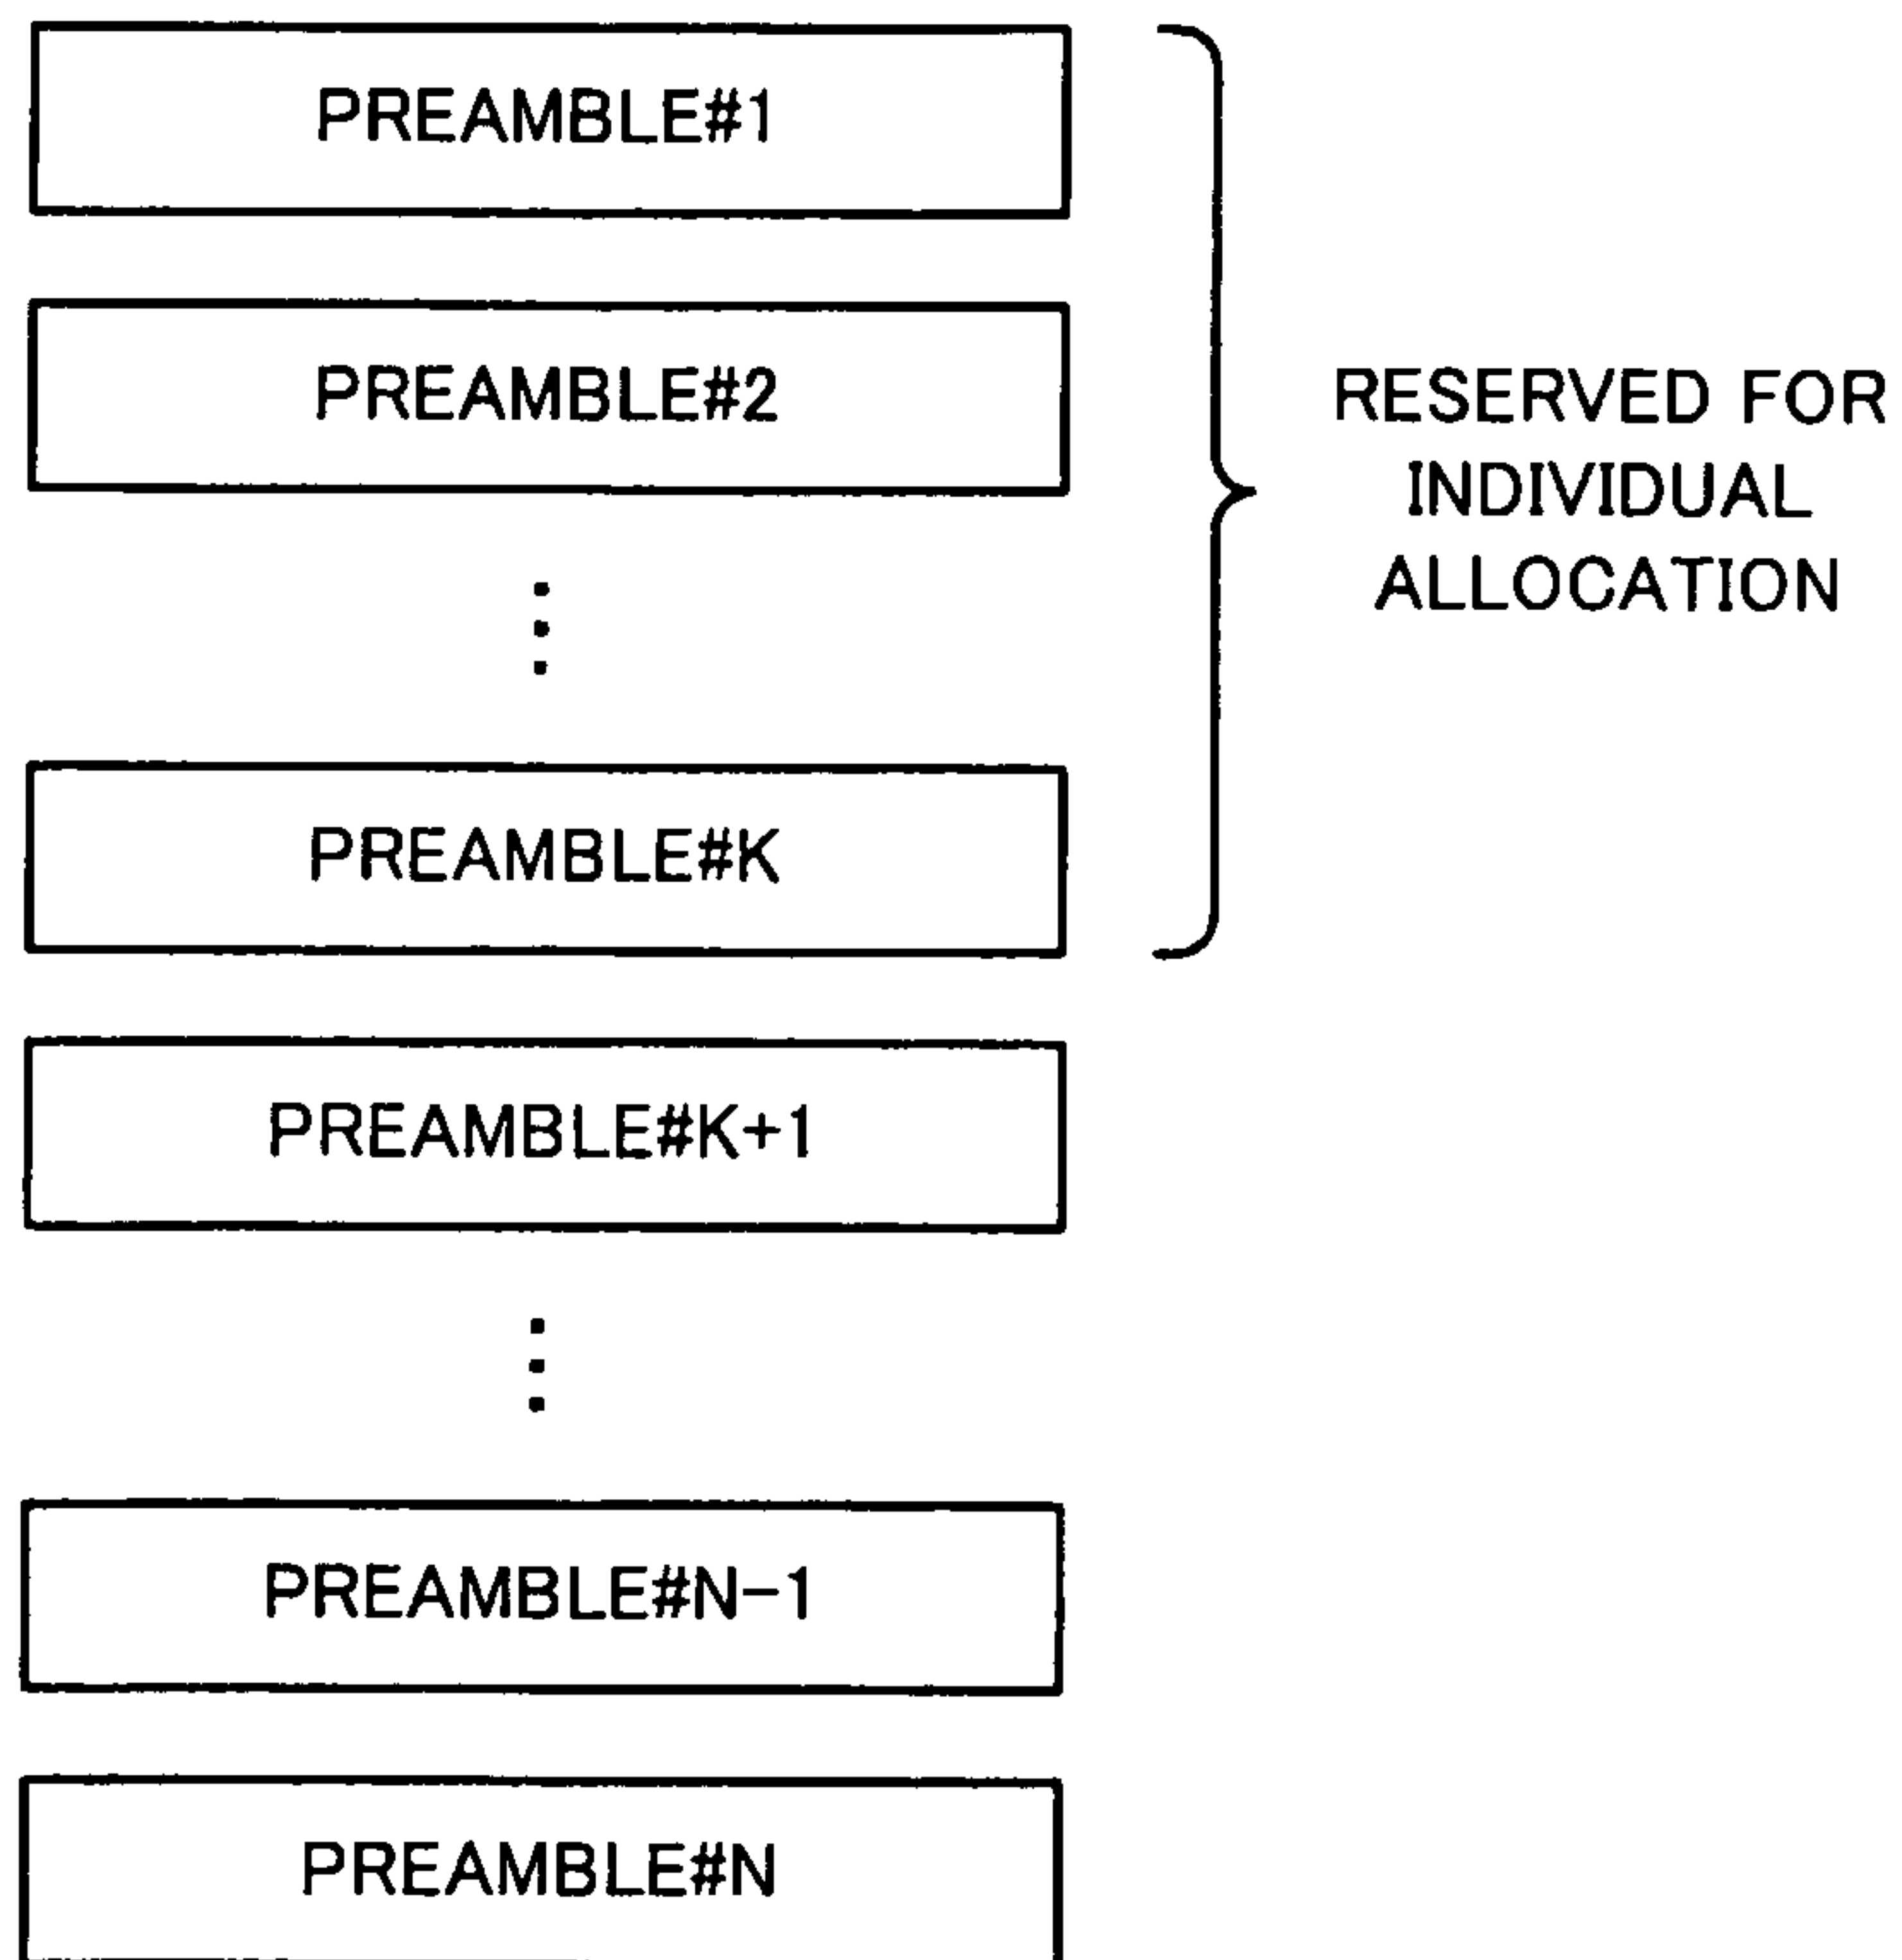 PREAMBLE#1
PREAMBLE#2
RESERVED FOR
INDIVIDUAL
ALLOCATION
PREAMBLE#K
PREAMBLE#K+1
PREAMBLE#N-1
PREAMBLE#N